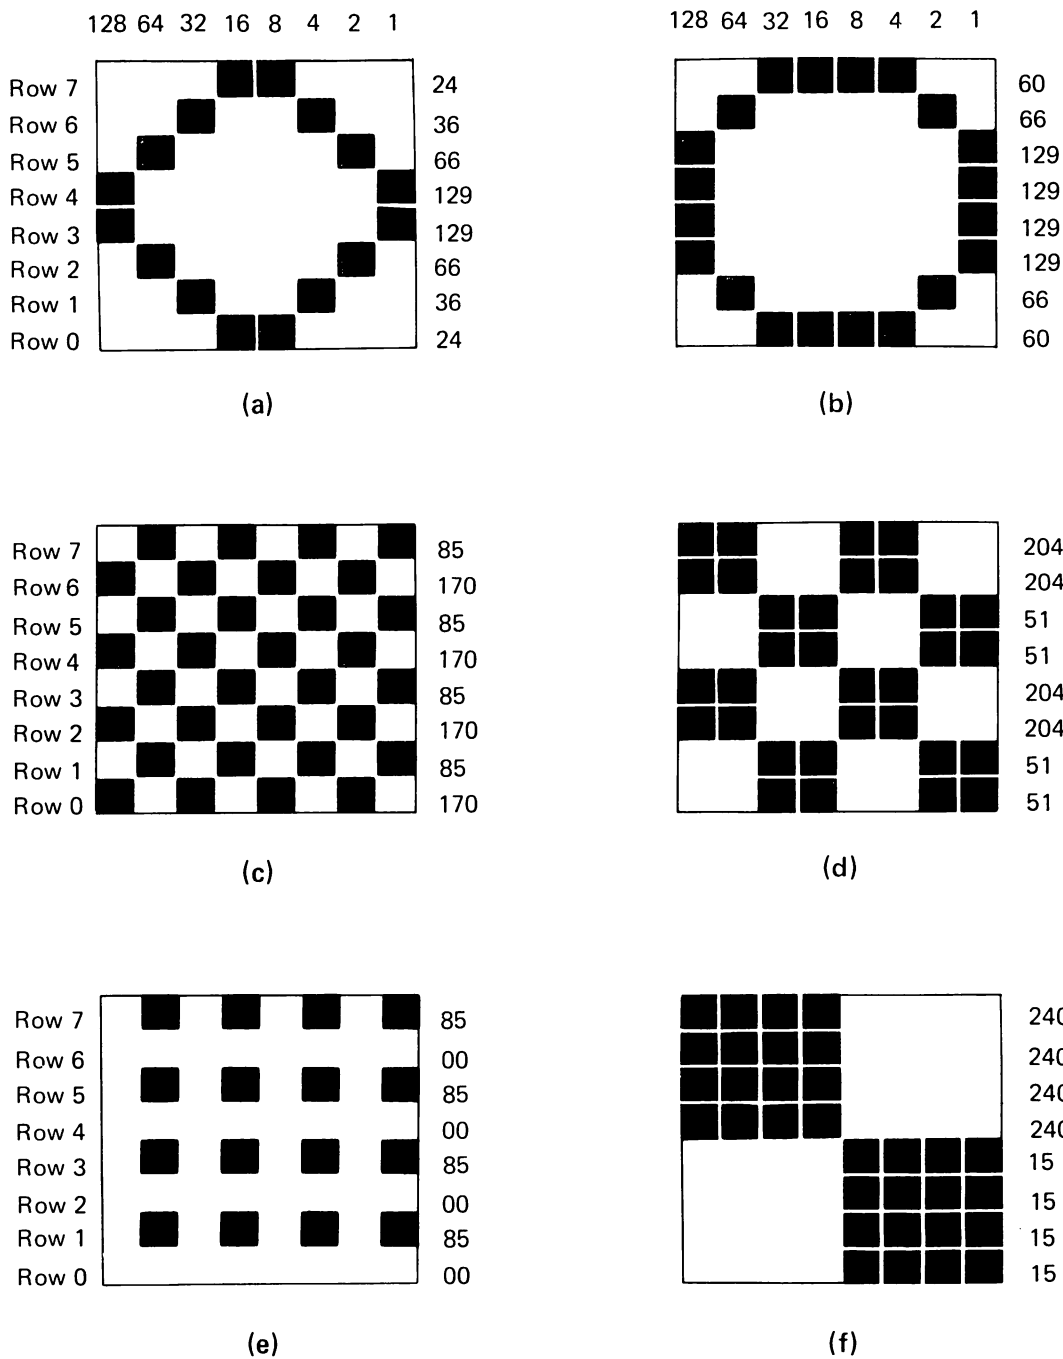 128 64 32 16 8 4 2 1
128 64 32 16 8 4 2 1
Row 7 24
Row 6 36
Row 5 66
Row 4 129
Row 3 129
Row 2 66
Row 1 36
Row 0 24
60
66
129
129
129
129
66
60
(a)
(b)
Row 7 85
Row 6 170
Row 5 85
Row 4 170
Row 3 85
Row 2 170
Row 1 85
Row 0 170
204
204
51
51
204
204
51
51
(c)
(d)
Row 7 85
Row 6 00
Row 5 85
Row 4 00
Row 3 85
Row 2 00
Row 1 85
Row 0 00
240
240
240
240
15
15
15
15
(e)
(f)